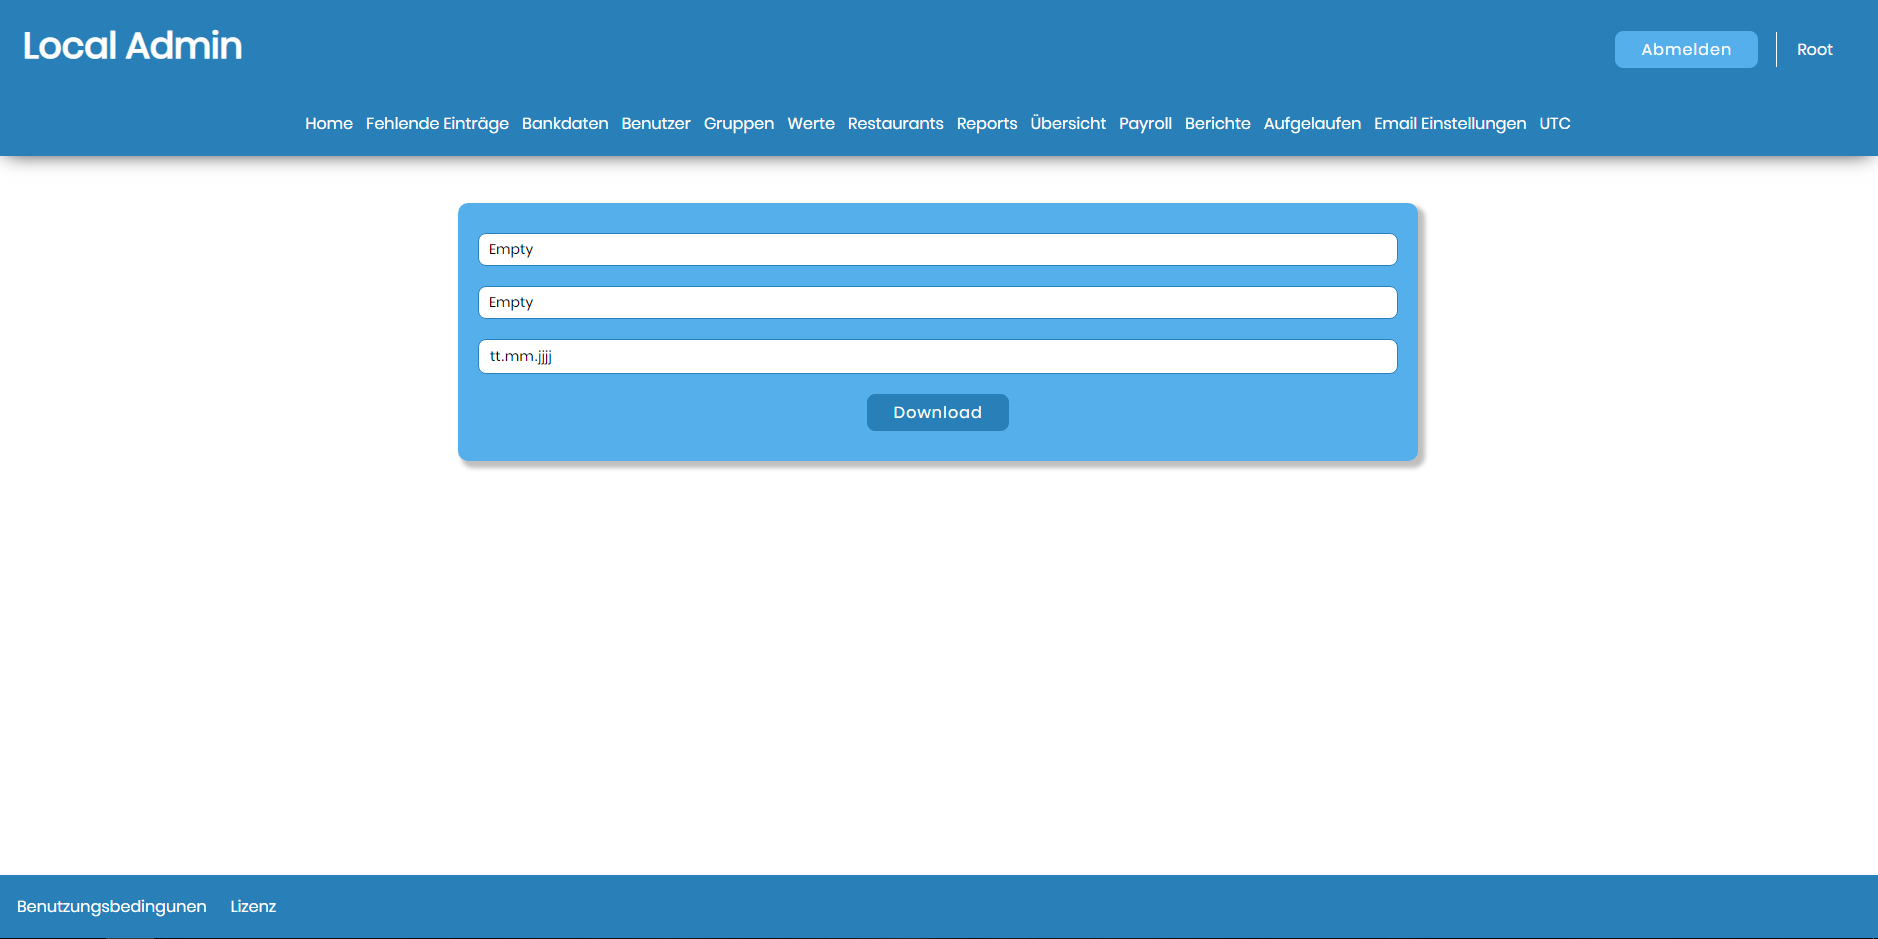 Local Admin
Abmelden
Root
Home Fehlende Einträge Bankdaten Benutzer Gruppen Werte Restaurants Reports Übersicht Payroll Berichte Aufgelaufen Email Einstellungen UTC
Empty
Empty
tt.mm.jjjj
Download
Benutzungsbedingunen Lizenz